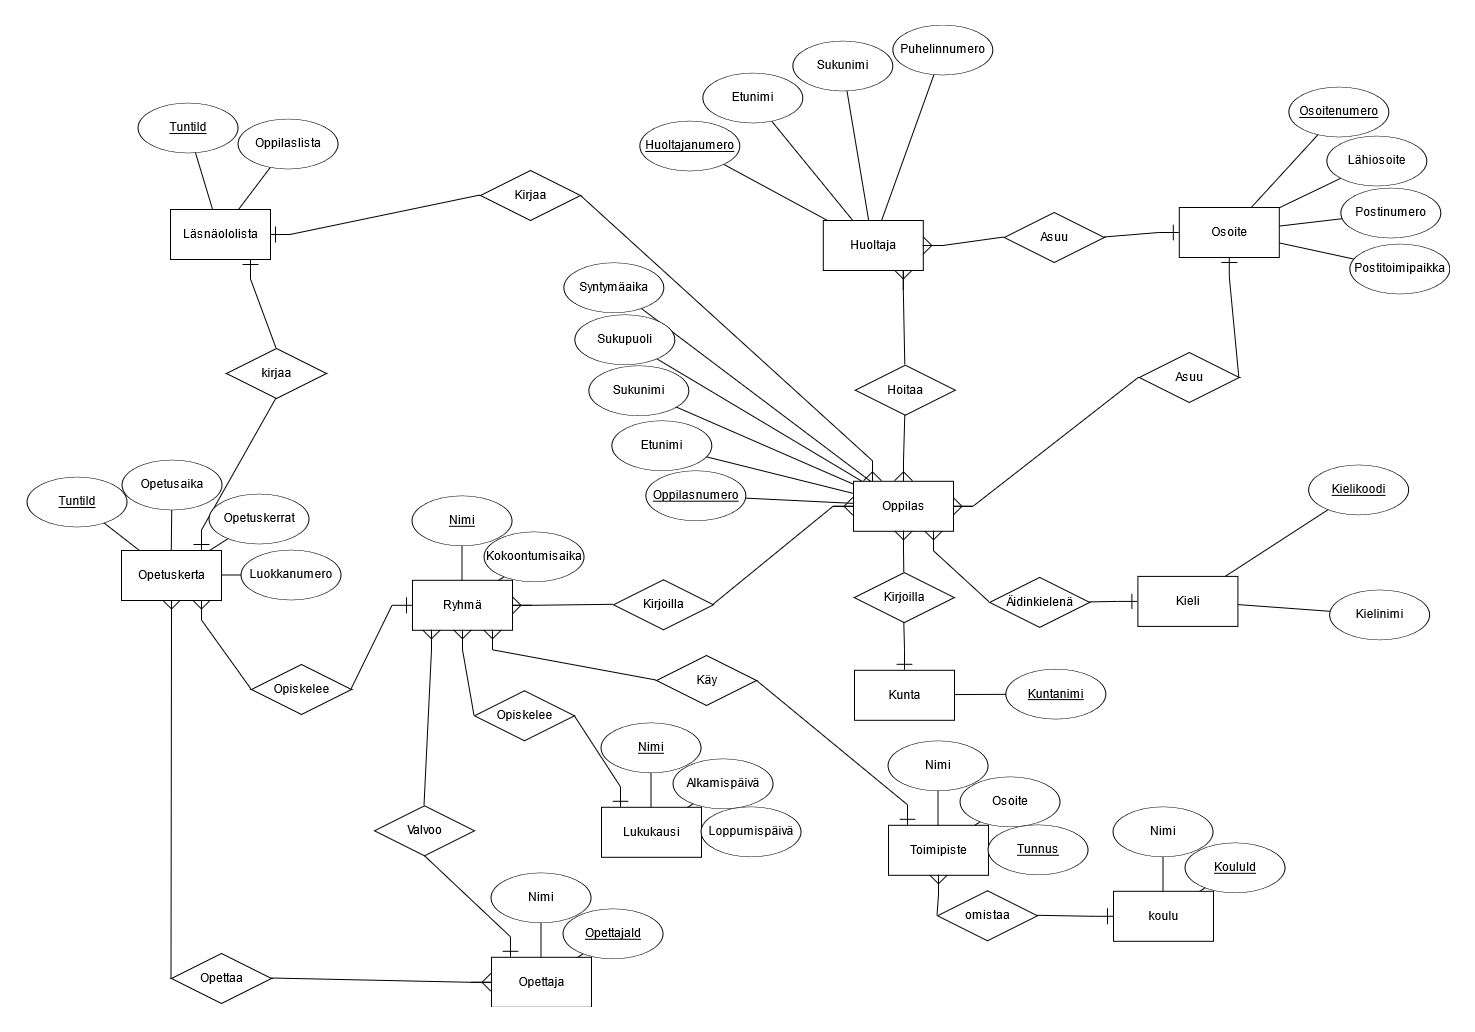 Puhelinnumero
Sukunimi
Etunimi
Huoltajanumero
Osoitenumero
Lähiosoite
Postinumero
Postitoimipaikka
TuntiId
Oppilaslista
Kirjaa
Läsnäololista
Huoltaja
Asuu
Osoite
Syntymäaika
Sukupuoli
Sukunimi
Etunimi
Oppilasnumero
kirjaa
Hoitaa
Asuu
TuntiId
Opetusaika
Opetuskerrat
Luokkanumero
Opetuskerta
Nimi
Kokoontumisaika
Ryhmä
Kirjoilla
Oppilas
Kielikoodi
Kirjoilla
Äidinkielenä
Kieli
Kielinimi
Opiskelee
Käy
Kunta
Kuntanimi
Opiskelee
Nimi
Alkamispäivä
Loppumispäivä
Lukukausi
Nimi
Osoite
Tunnus
Toimipiste
Valvoo
Nimi
KouluId
koulu
omistaa
Nimi
OpettajaId
Opettaa
Opettaja